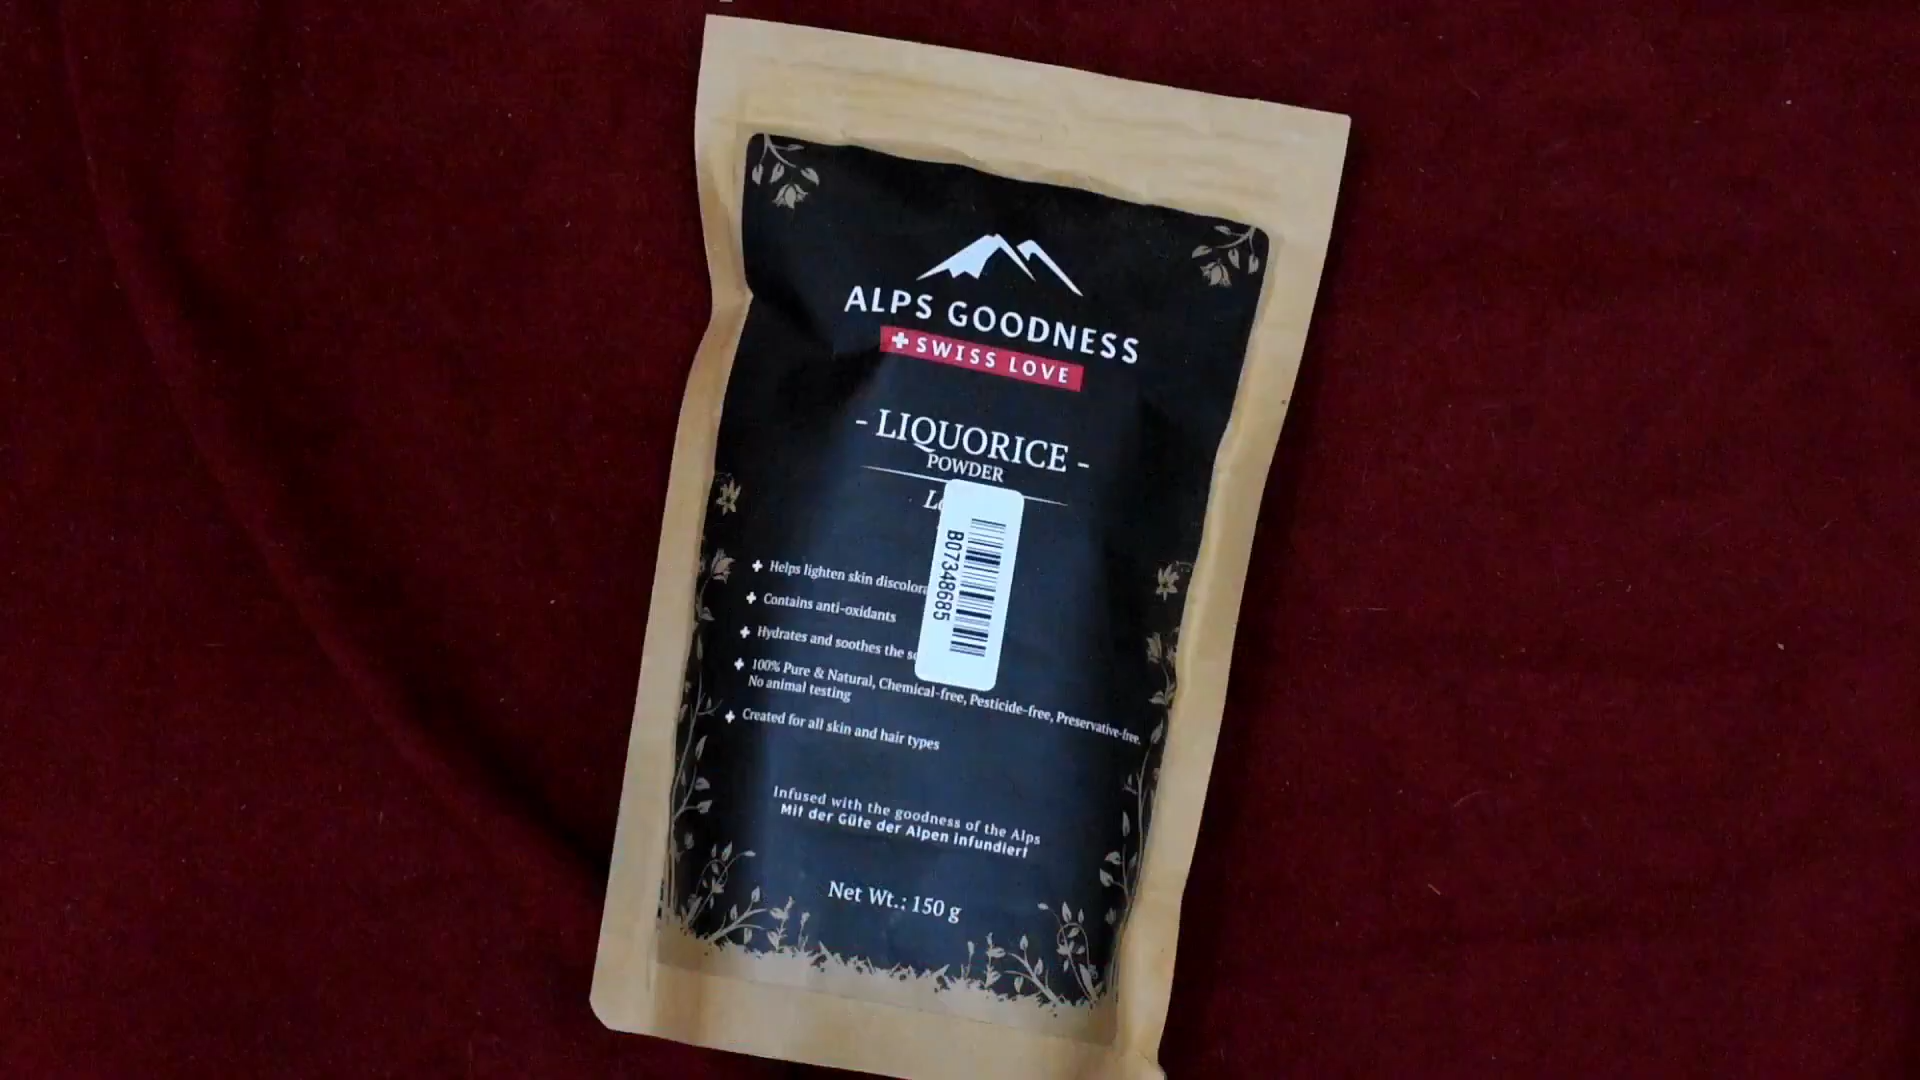 ALPS GOODNESS
SWISS LOVE
- LIQUORICE -
POWDER
B07348685
Helps lighten skin
Contains anti-oxidants
Hydrates and soothes the
100% Pure & Natural, Chemical-free, Pesticide-free, Preservative-free,
No animal testing
Created for all skin and hair types
Infused with the goodness of the Alps
Mit der Güte der Alpen infundiert
Net Wt.: 150 g